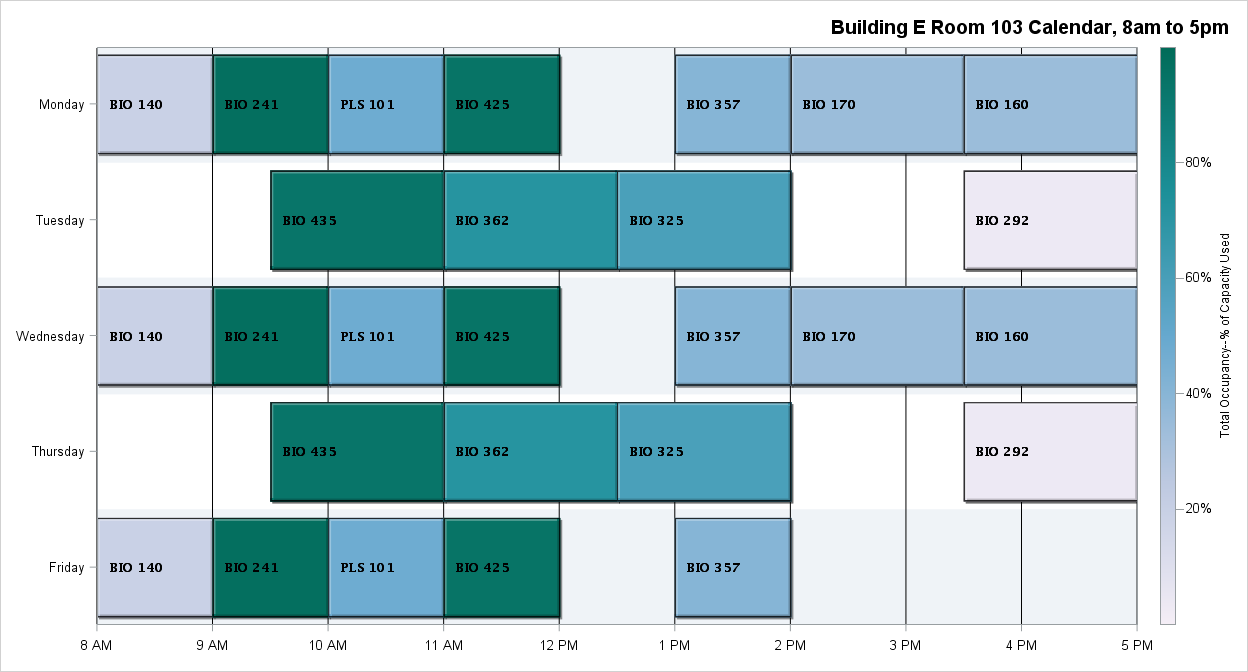 Building E Room 103 Calendar, 8am to 5pm
Monday
BIO 140
BIO 241
PLS 101
BIO 425
BIO 357
BIO 170
BIO 160
Tuesday
BIO 435
BIO 362
BIO 325
BIO 292
Wednesday
BIO 140
BIO 241
PLS 101
BIO 425
BIO 357
BIO 170
BIO 160
Thursday
BIO 435
BIO 362
BIO 325
BIO 292
Friday
BIO 140
BIO 241
PLS 101
BIO 425
BIO 357
8 AM
9 AM
10 AM
11 AM
12 PM
1 PM
2 PM
3 PM
4 PM
5 PM
80%
60%
40%
20%
Total Occupancy--% of Capacity Used